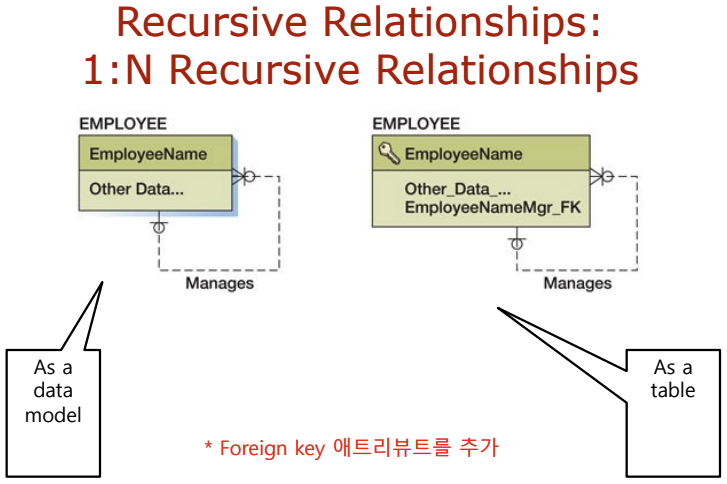 Recursive Relationships:
1:N Recursive Relationships
EMPLOYEE
EmployeeName
Other Data...
Manages
EMPLOYEE
EmployeeName
Other_Data_...
EmployeeNameMgr_FK
Manages
As a
data
model
As a
table
* Foreign key 애트리뷰트를 추가